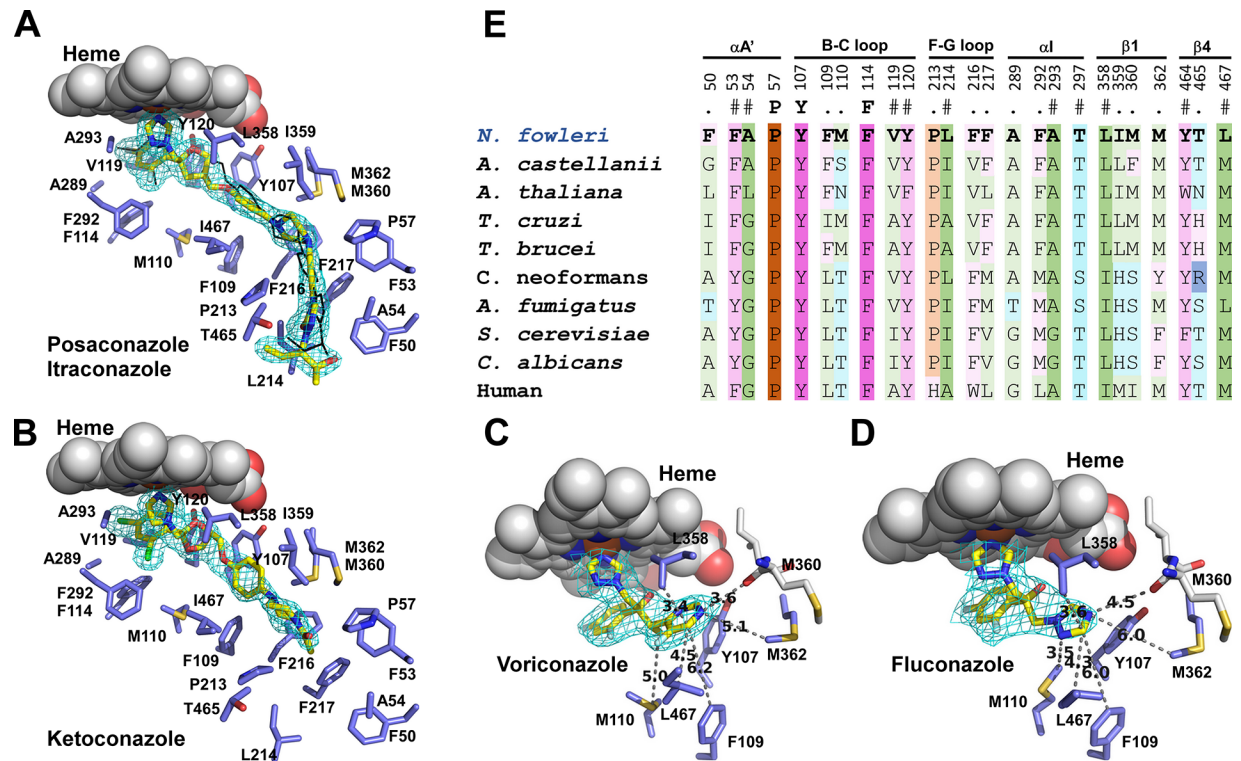 A
Heme
Y120
A293
L358
I359
V119
Y107
M362
M360
A289
F292
F114
I467
P57
M110
F217
F109
F216
F53
P213
A54
T465
F50
Posaconazole
Itraconazole
L214
B
Heme
Y120
A293
L358
I359
V119
A289
Y107
M362
M360
F292
F114
I467
P57
M110
F109
F216
F53
P213
T465
F217
A54
F50
Ketoconazole
L214
E
αA' B-C loop F-G loop αI β1 β4
50 53 54 57 107 109 110 114 119 120 213 214 216 217 289 292 293 297 358 359 360 362 464 465 467
. # # P Y . . F # # . # . . . . # # # . . . # . #
N. fowleri F F A P Y F M F V Y P L F F A F A T L I M M Y T L
A. castellanii G F A P Y F S F V Y P I V F A F A T L L F M Y T M
A. thaliana L F L P Y F N F V F P I V L A F A T L I M M W N M
T. cruzi I F G P Y I M F A Y P A V F A F A T L L M M Y H M
T. brucei I F G P Y F M F A Y P A V F A F A T L L M M Y H M
C. neoformans A Y G P Y L T F V Y P L F M A M A S I H S Y Y R M
A. fumigatus T Y G P Y L T F V Y P I F M T M A S I H S M Y S L
S. cerevisiae A Y G P Y L T F I Y P I F V G M G T L H S F F T M
C. albicans A Y G P Y L T F V Y P I F V G M G T L H S F Y S M
Human A F G P Y L T F A Y H A W L G L A T I M I M Y T M
C
Heme
L358
M360
3.6
3.4
5.1
Y107
M362
4.5
6.2
5.0
Voriconazole
M110
L467
F109
D
Heme
L358
M360
4.5
3.6
6.0
Y107
M362
3.5
4.3
6.0
Fluconazole
M110
L467
F109